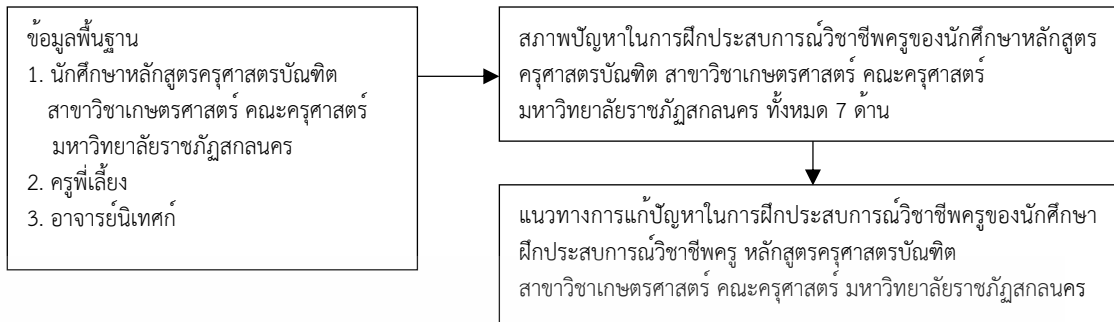 ข้อมูลพื้นฐาน
1. นักศึกษาหลักสูตรครุศาสตรบัณฑิต
สาขาวิชาเกษตรศาสตร์ คณะครุศาสตร์
มหาวิทยาลัยราชภัฏสกลนคร
2. ครูพี่เลี้ยง
3. อาจารย์นิเทศก์
สภาพปัญหาในการฝึกประสบการณ์วิชาชีพครูของนักศึกษาหลักสูตร
ครุศาสตรบัณฑิต สาขาวิชาเกษตรศาสตร์ คณะครุศาสตร์
มหาวิทยาลัยราชภัฏสกลนคร ทั้งหมด 7 ด้าน
แนวทางการแก้ปัญหาในการฝึกประสบการณ์วิชาชีพครูของนักศึกษา
ฝึกประสบการณ์วิชาชีพครู หลักสูตรครุศาสตรบัณฑิต
สาขาวิชาเกษตรศาสตร์ คณะครุศาสตร์ มหาวิทยาลัยราชภัฏสกลนคร